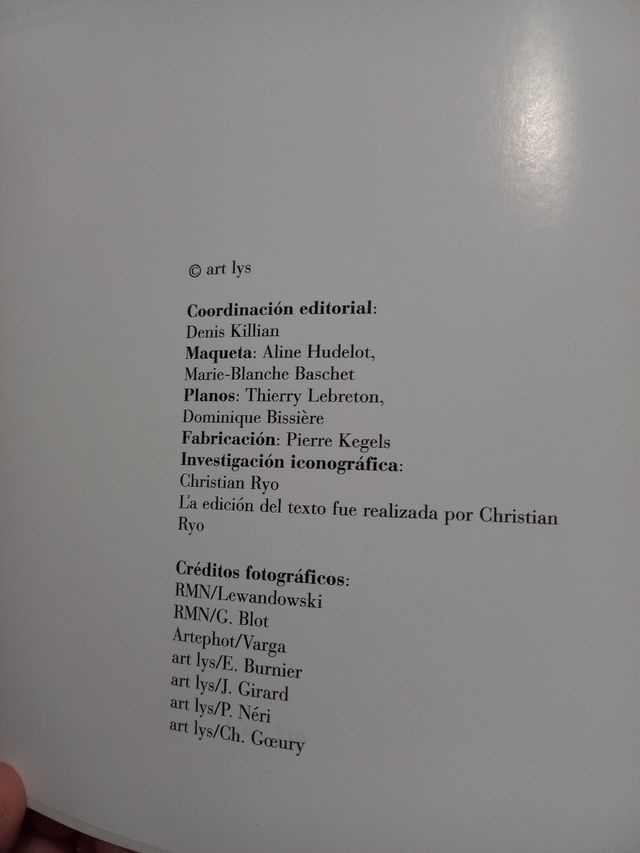 © art lys
Coordinación editorial:
Denis Killian
Maqueta: Aline Hudelot,
Marie-Blanche Baschet
Planos: Thierry Lebreton,
Dominique Bissière
Fabricación: Pierre Kegels
Investigación iconográfica:
Christian Ryo
La edición del texto fue realizada por Christian
Ryo
Créditos fotográficos:
RMN/Lewandowski
RMN/G. Blot
Artephot/Varga
art lys/E. Burnier
art lys/J. Girard
art lys/P. Néri
art lys/Ch. Gœury